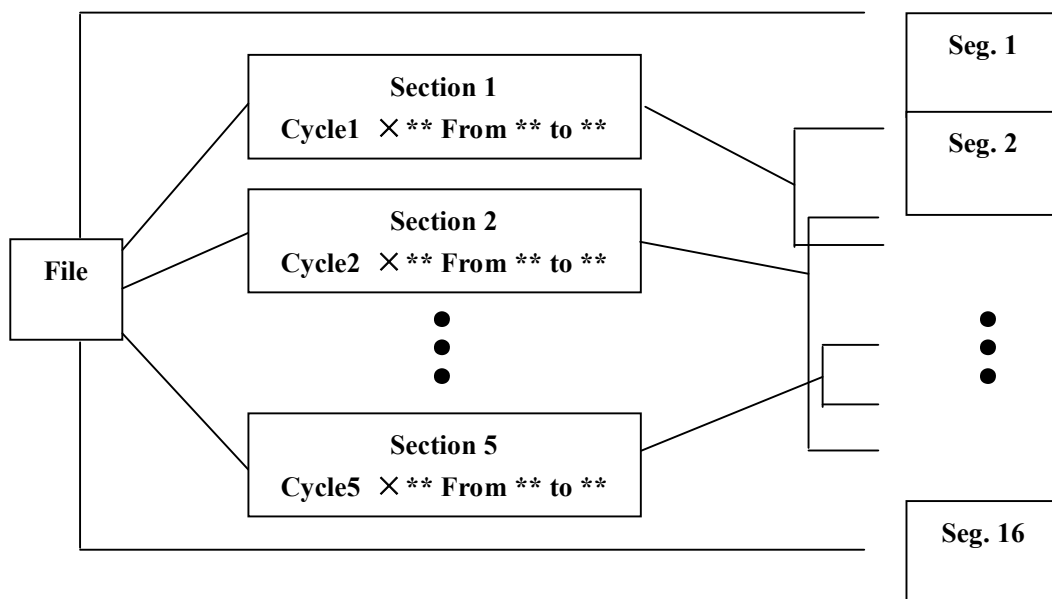 Seg. 1
Section 1
Cycle1 × ** From ** to **
Seg. 2
Section 2
File
Cycle2 × ** From ** to **
Section 5
Cycle5 × ** From ** to **
Seg. 16